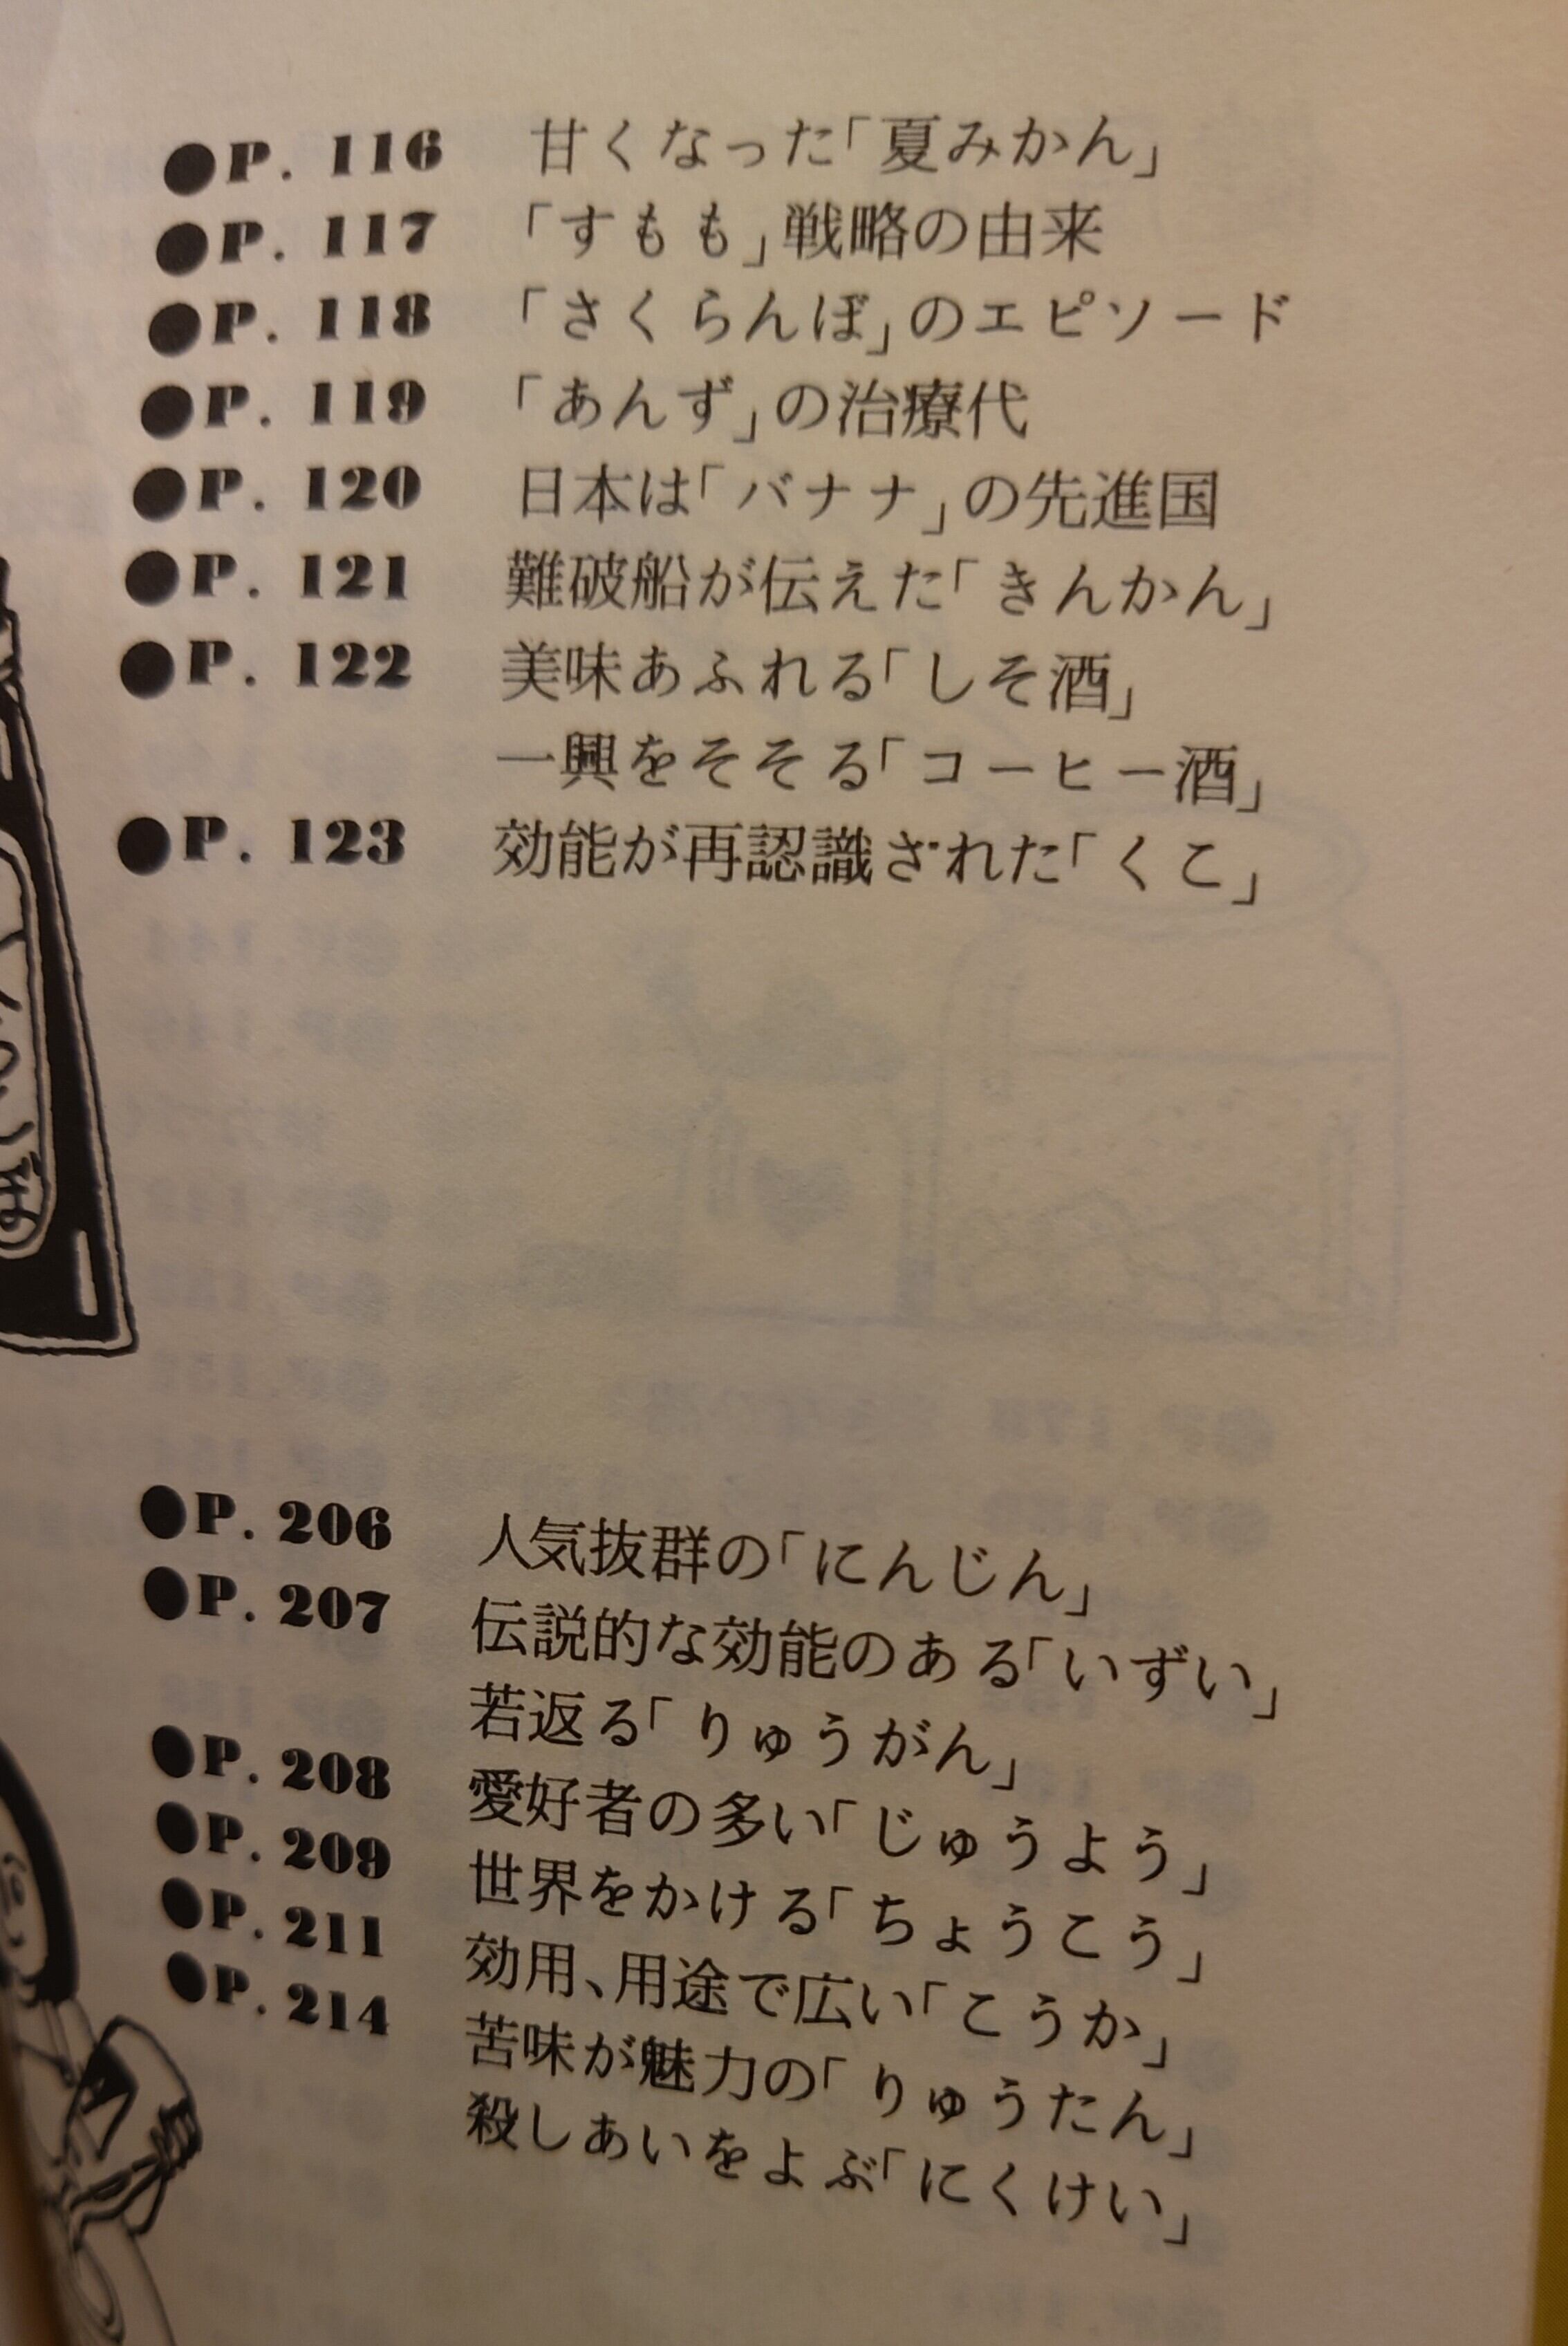 ●P. 116 甘くなった「夏みかん」
●P. 117 「すもも」戦略の由来
●P. 118 「さくらんぼ」のエピソード
●P. 119 「あんず」の治療代
●P. 120 日本は「バナナ」の先進国
●P. 121 難破船が伝えた「きんかん」
●P. 122 美味あふれる「しそ酒」
一興をそそる「コーヒー酒」
●P. 123 効能が再認識ざれた「くこ」
●P. 206 人気抜群の「にんじん」
●P. 207 伝説的な効能のある「いずい」
若返る「りゅうがん」
●P. 208 愛好者の多い「じゅうよう」
●P. 209 世界をかける「ちょうこう」
●P. 211 効用、用途で広い「こうか」
●P. 214 苦味が魅力の「りゅうたん」
殺しあいをよぶ「にくけい」